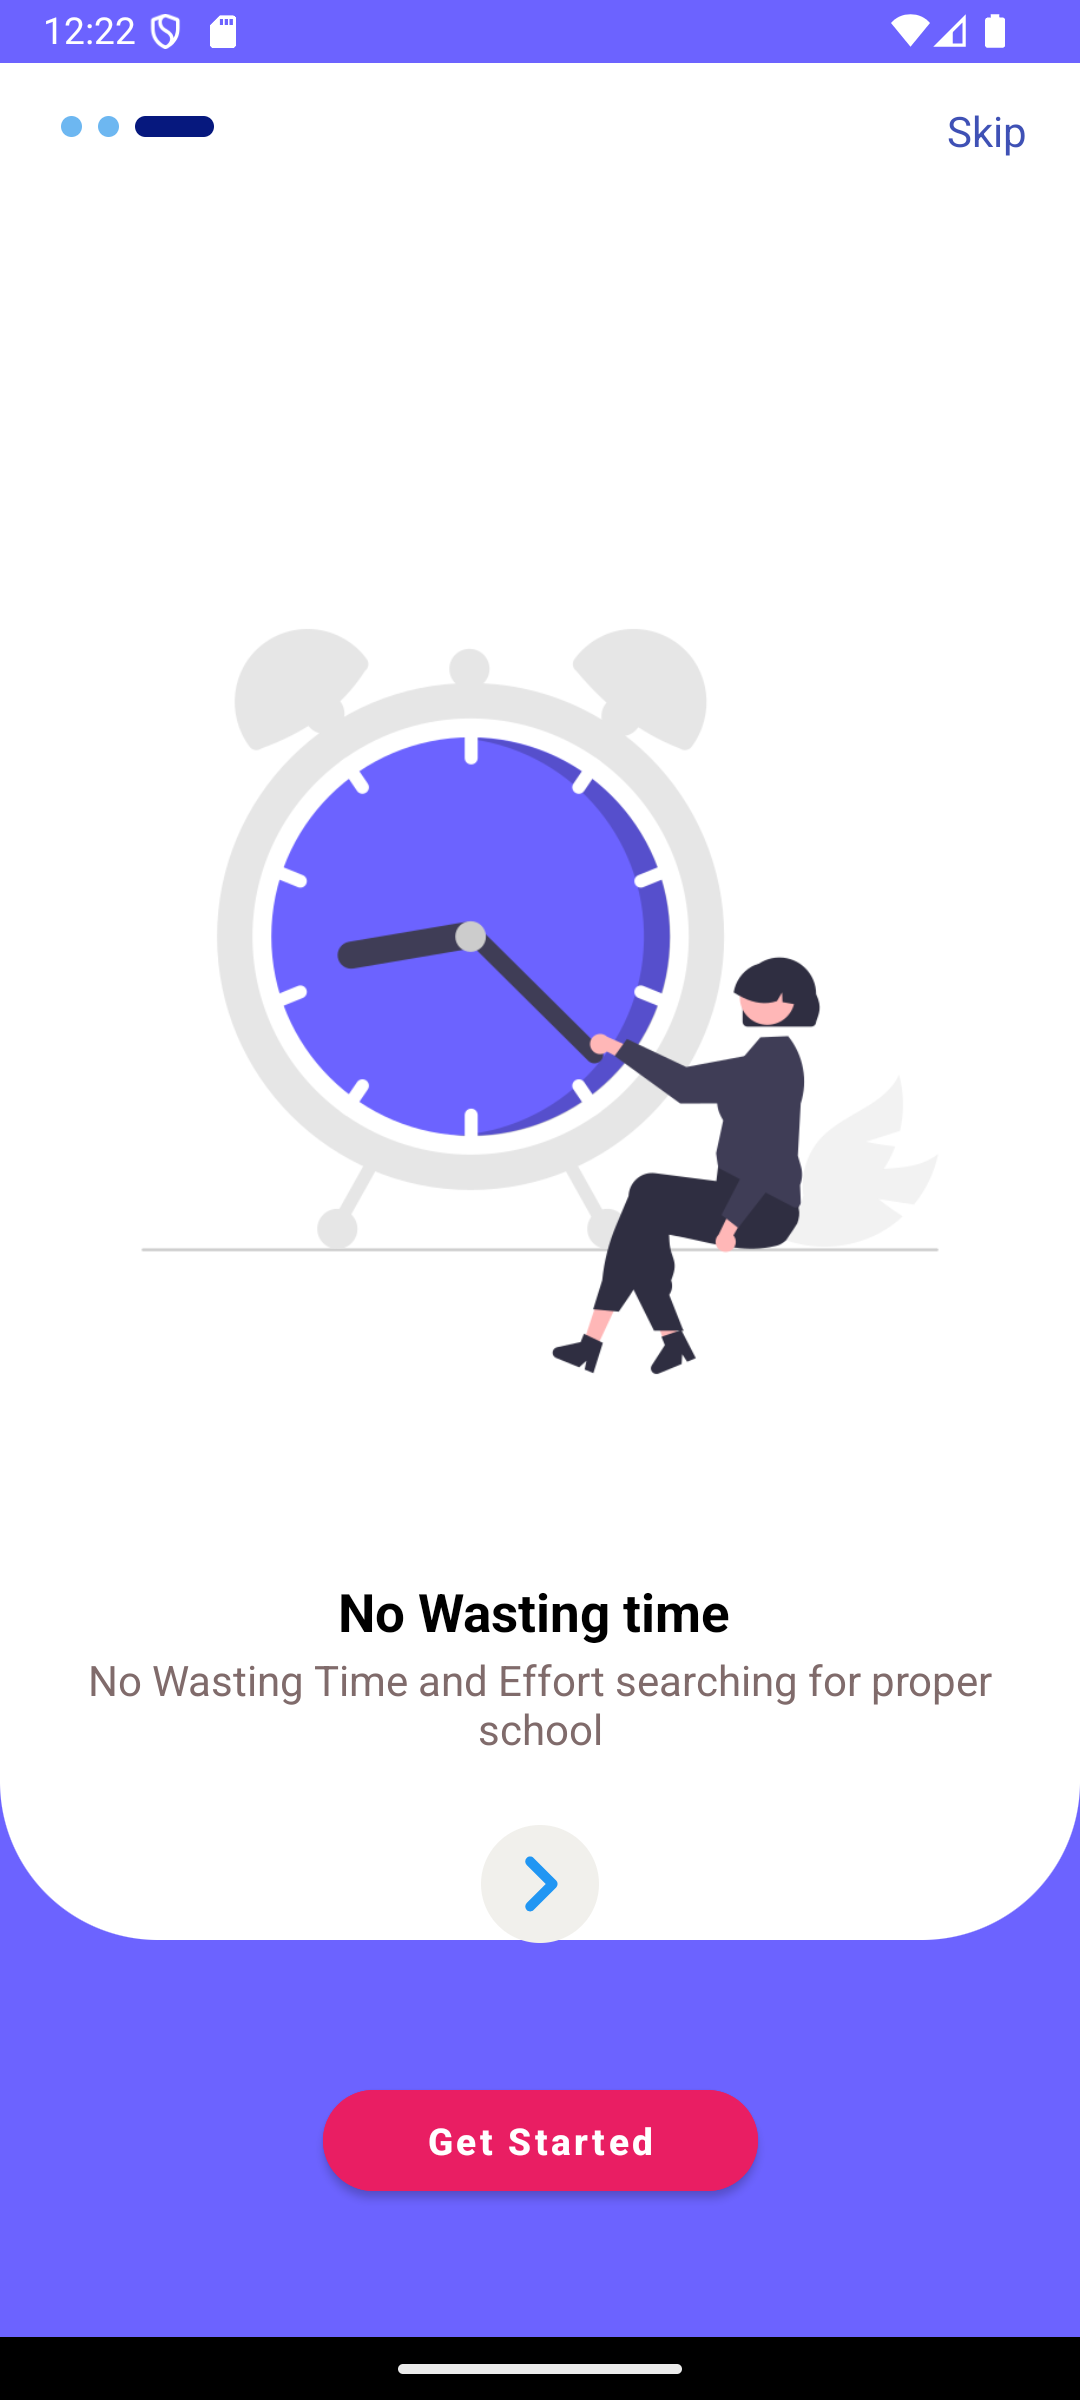 12:22
Skip
No Wasting time
No Wasting Time and Effort searching for proper
school
Get Started